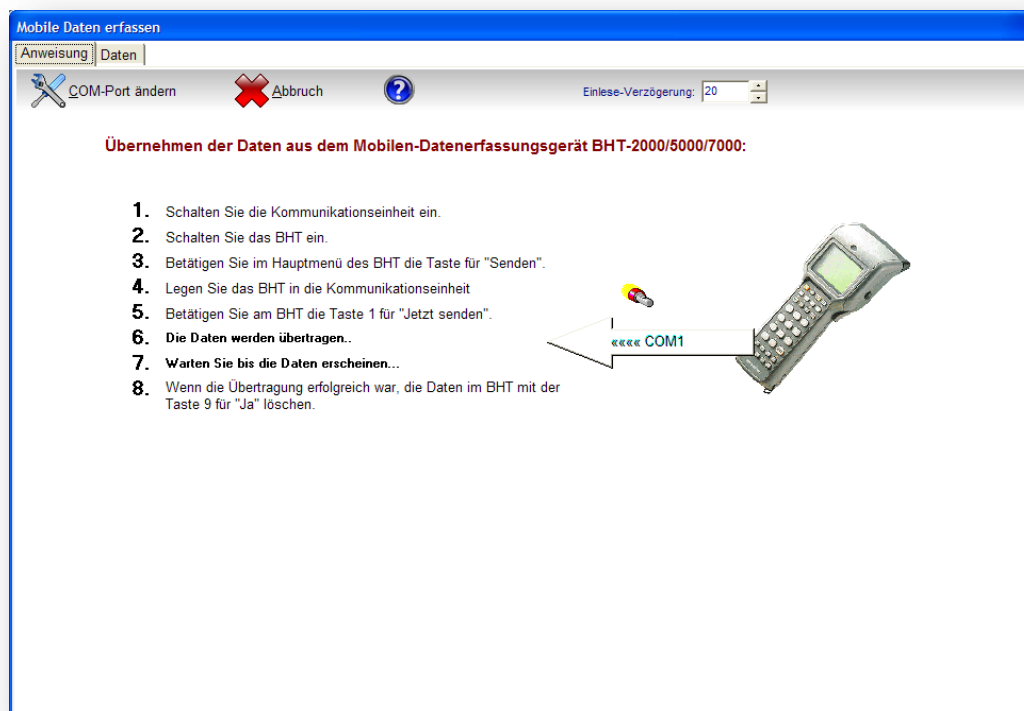 Mobile Daten erfassen
Anweisung Daten
COM-Port ändern Abbruch ? Einlese-Verzögerung: 20
Übernehmen der Daten aus dem Mobilen-Datenerfassungsgerät BHT-2000/5000/7000:
1. Schalten Sie die Kommunikationseinheit ein.
2. Schalten Sie das BHT ein.
3. Betätigen Sie im Hauptmenü des BHT die Taste für "Senden".
4. Legen Sie das BHT in die Kommunikationseinheit
5. Betätigen Sie am BHT die Taste 1 für "Jetzt senden".
6. Die Daten werden übertragen..
7. Warten Sie bis die Daten erscheinen...
8. Wenn die Übertragung erfolgreich war, die Daten im BHT mit der
Taste 9 für "Ja" löschen.
«««« COM1